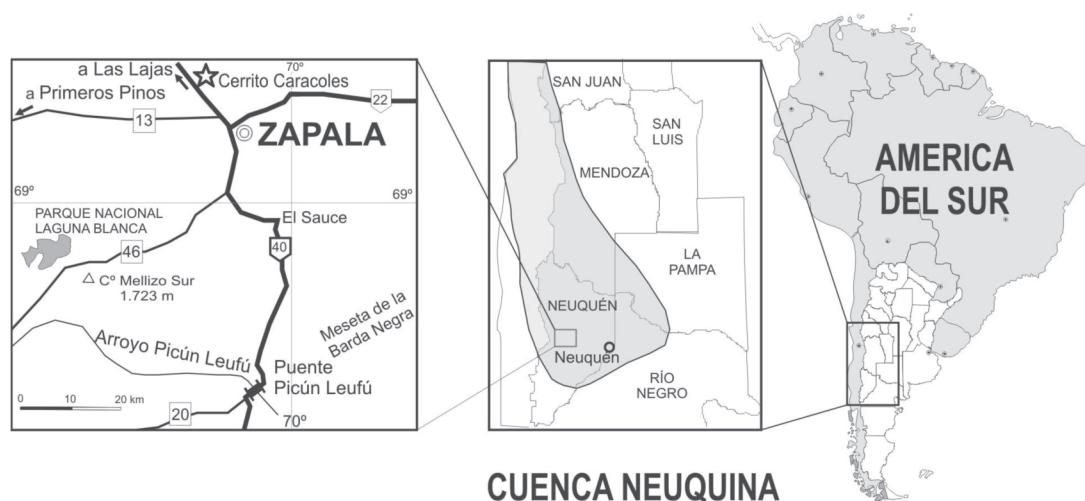 a Las Lajas
70º
Cerrito Caracoles
a Primeros Pinos
22
13
ZAPALA
69º
69º
PARQUE NACIONAL
LAGUNA BLANCA
El Sauce
46
40
Cº Mellizo Sur
1.723 m
Meseta de la
Barda Negra
Arroyo Picún Leufú
Puente
Picún Leufú
0 10 20 km
20
70º
SAN JUAN
SAN
LUIS
MENDOZA
LA
PAMPA
NEUQUÉN
Neuquén
RÍO
NEGRO
CUENCA NEUQUINA
AMERICA
DEL SUR